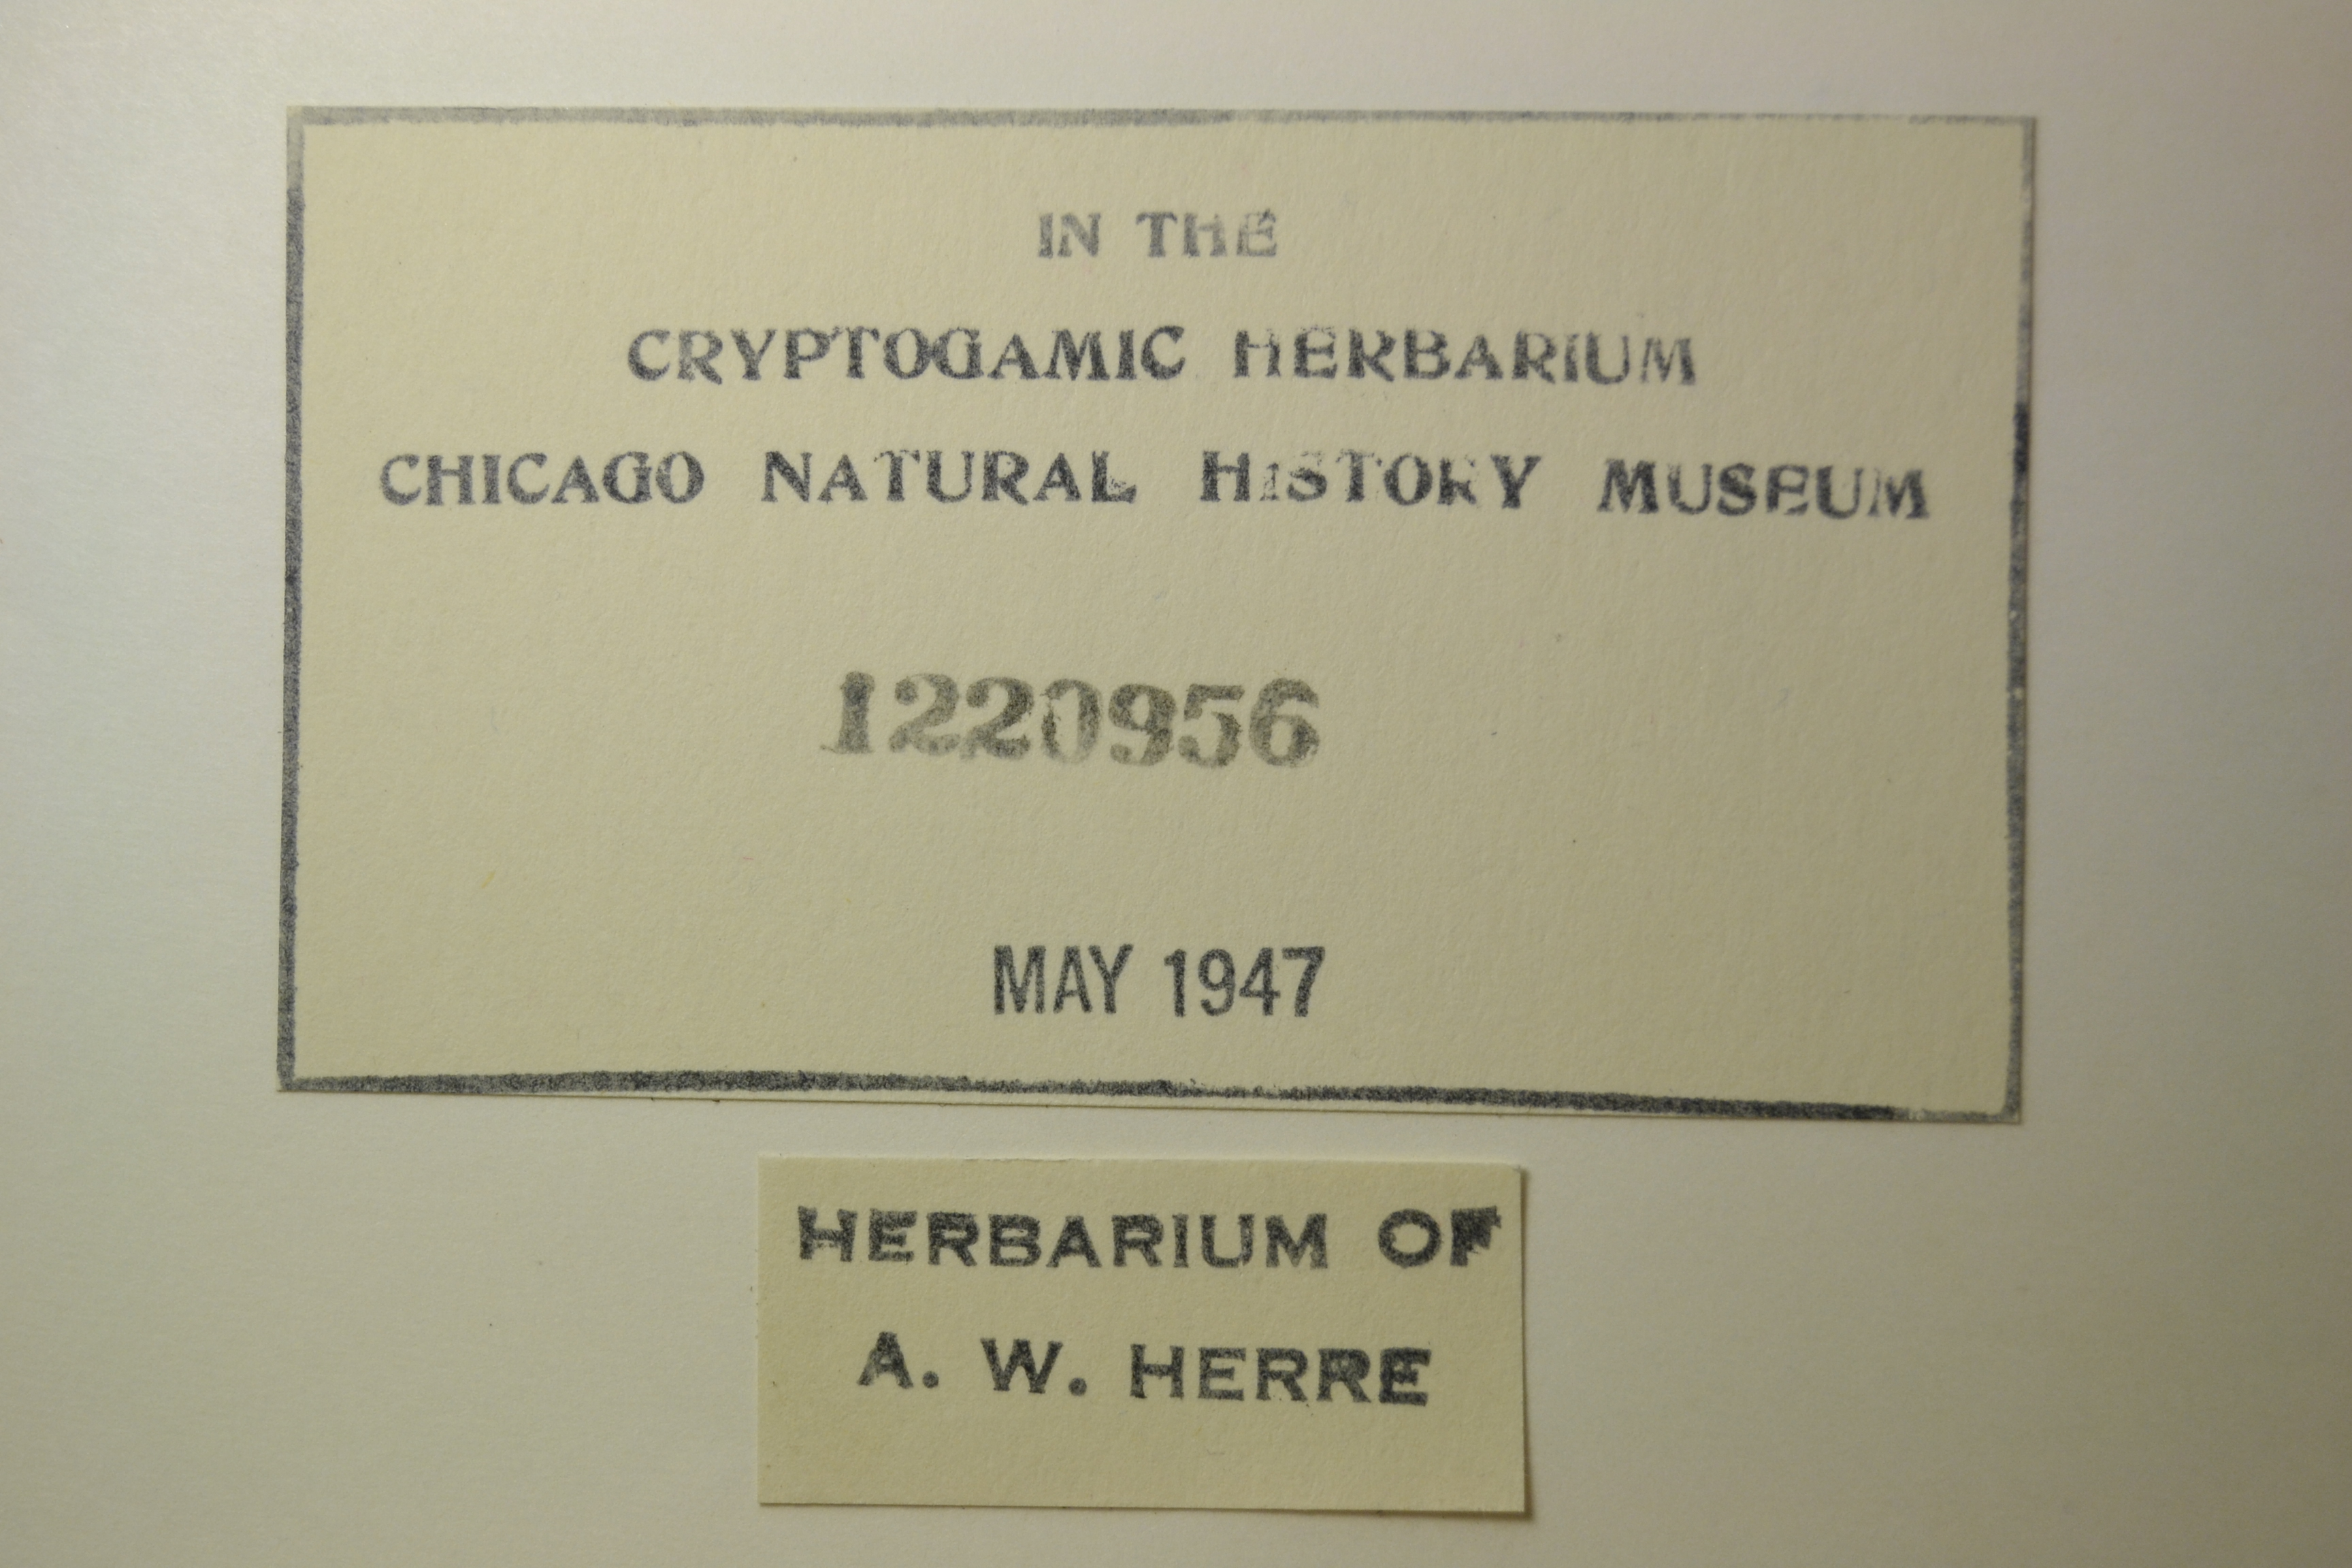 IN THE
CRYPTOGAMIC HERBARIUM
CHICAGO NATURAL HISTORY MUSEUM
1220956
MAY 1947
HERBARIUM OF
A. W. HERRE